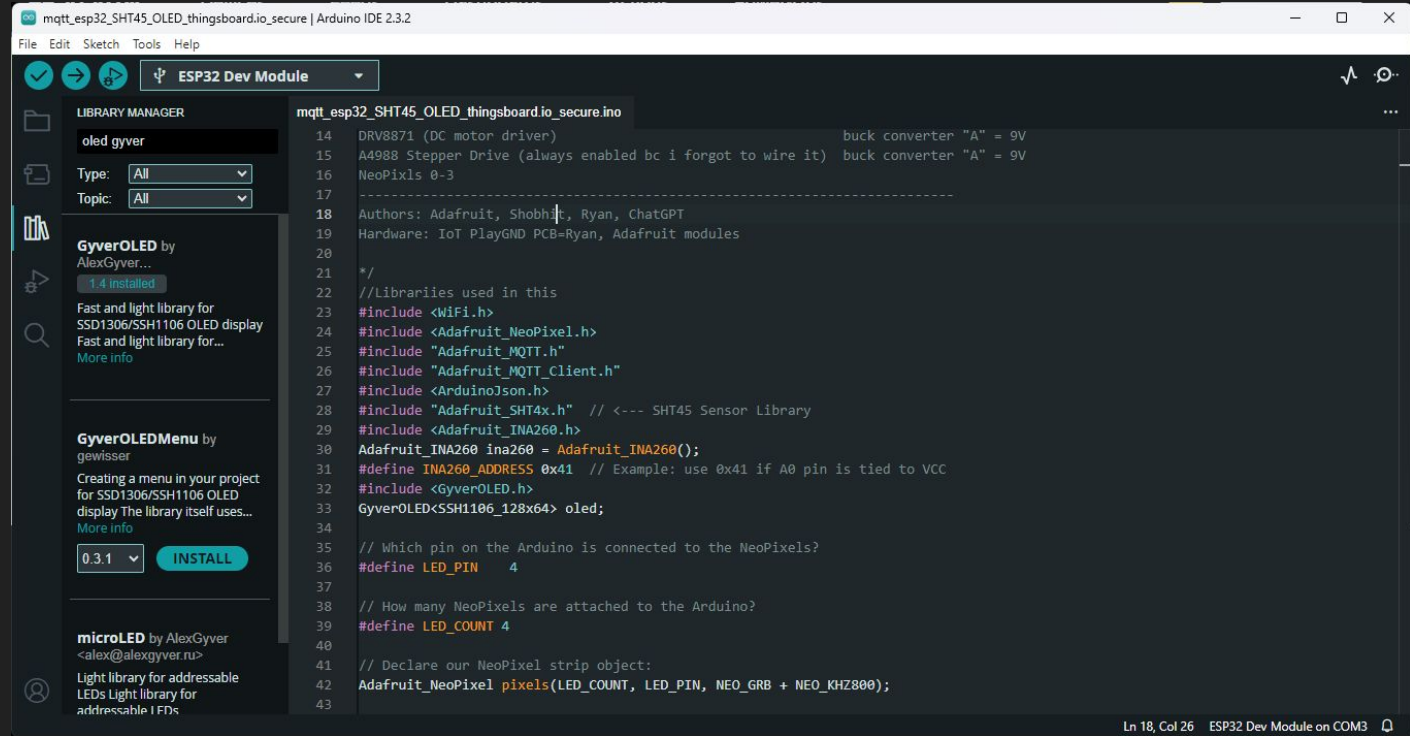 mqtt_esp32_SHT45_OLED_thingsboard.io_secure | Arduino IDE 2.3.2
File Edit Sketch Tools Help
ESP32 Dev Module
LIBRARY MANAGER
oled gyver
Type: All
Topic: All
GyverOLED by
AlexGyver...
1.4 installed
Fast and light library for
SSD1306/SSH1106 OLED display
Fast and light library for...
More info
GyverOLEDMenu by
gewisser
Creating a menu in your project
for SSD1306/SSH1106 OLED
display The library itself uses...
More info
0.3.1 INSTALL
microLED by AlexGyver
<alex@alexgyver.ru>
Light library for addressable
LEDs Light library for
addressable LEDs
mqtt_esp32_SHT45_OLED_thingsboard.io_secure.ino
14 DRV8871 (DC motor driver) buck converter "A" = 9V
15 A4988 Stepper Drive (always enabled bc i forgot to wire it) buck converter "A" = 9V
16 NeoPixls 0-3
17 ---------------------------------------------------------------------------
18 Authors: Adafruit, Shobhit, Ryan, ChatGPT
19 Hardware: IoT PlayGND PCB=Ryan, Adafruit modules
20
21 */
22 //Librariies used in this
23 #include <WiFi.h>
24 #include <Adafruit_NeoPixel.h>
25 #include "Adafruit_MQTT.h"
26 #include "Adafruit_MQTT_Client.h"
27 #include <ArduinoJson.h>
28 #include "Adafruit_SHT4x.h" // <--- SHT45 Sensor Library
29 #include <Adafruit_INA260.h>
30 Adafruit_INA260 ina260 = Adafruit_INA260();
31 #define INA260_ADDRESS 0x41 // Example: use 0x41 if A0 pin is tied to VCC
32 #include <GyverOLED.h>
33 GyverOLED<SSH1106_128x64> oled;
34
35 // Which pin on the Arduino is connected to the NeoPixels?
36 #define LED_PIN 4
37
38 // How many NeoPixels are attached to the Arduino?
39 #define LED_COUNT 4
40
41 // Declare our NeoPixel strip object:
42 Adafruit_NeoPixel pixels(LED_COUNT, LED_PIN, NEO_GRB + NEO_KHZ800);
43
Ln 18, Col 26 ESP32 Dev Module on COM3